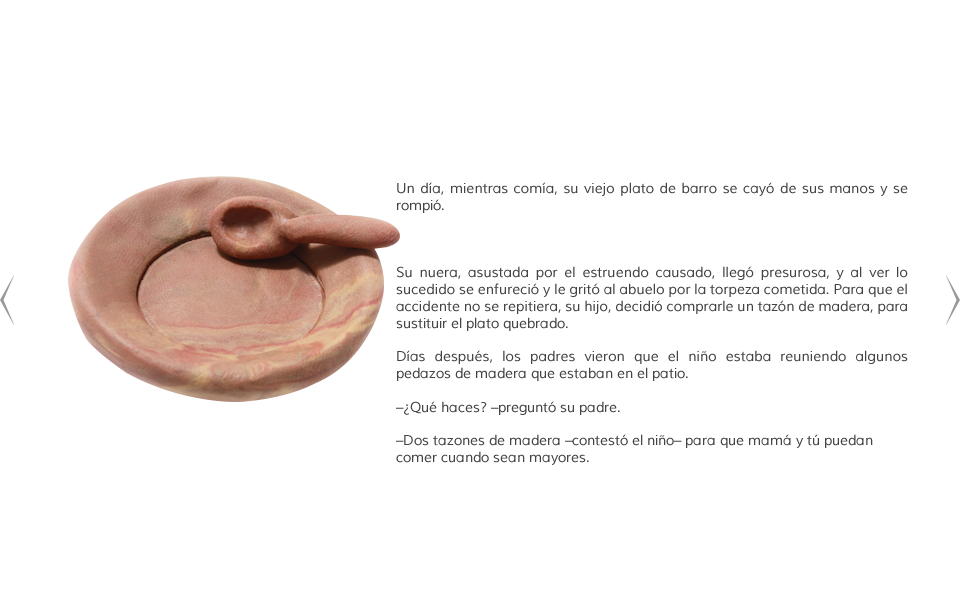 Un día, mientras comía, su viejo plato de barro se cayó de sus manos y se
rompió.
Su nuera, asustada por el estruendo causado, llegó presurosa, y al ver lo
sucedido se enfureció y le gritó al abuelo por la torpeza cometida. Para que el
accidente no se repitiera, su hijo, decidió comprarle un tazón de madera, para
sustituir el plato quebrado.
Días después, los padres vieron que el niño estaba reuniendo algunos
pedazos de madera que estaban en el patio.
–¿Qué haces? –preguntó su padre.
–Dos tazones de madera –contestó el niño– para que mamá y tú puedan
comer cuando sean mayores.